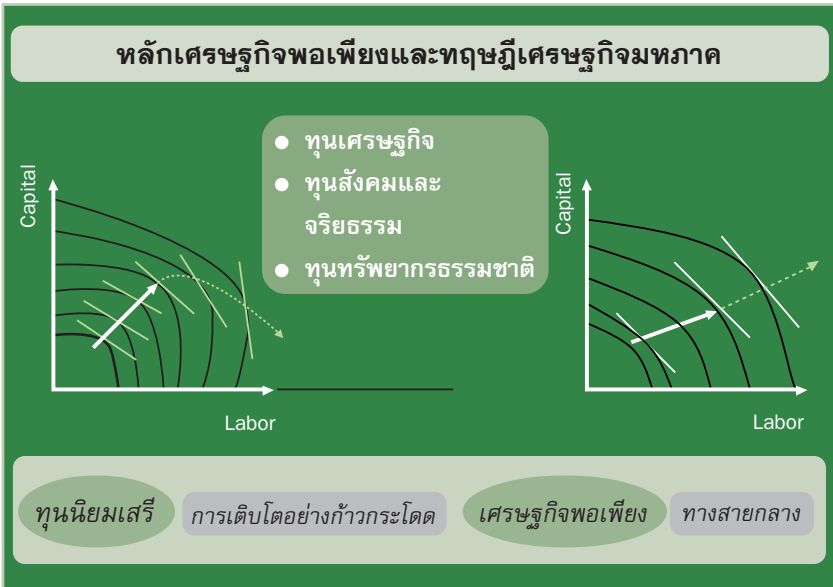 หลักเศรษฐกิจพอเพียงและทฤษฎีเศรษฐกิจมหภาค
● ทุนเศรษฐกิจ
● ทุนสังคมและ
จริยธรรม
● ทุนทรัพยากรธรรมชาติ
Capital
Labor
Capital
Labor
ทุนนิยมเสรี
การเติบโตอย่างก้าวกระโดด
เศรษฐกิจพอเพียง
ทางสายกลาง